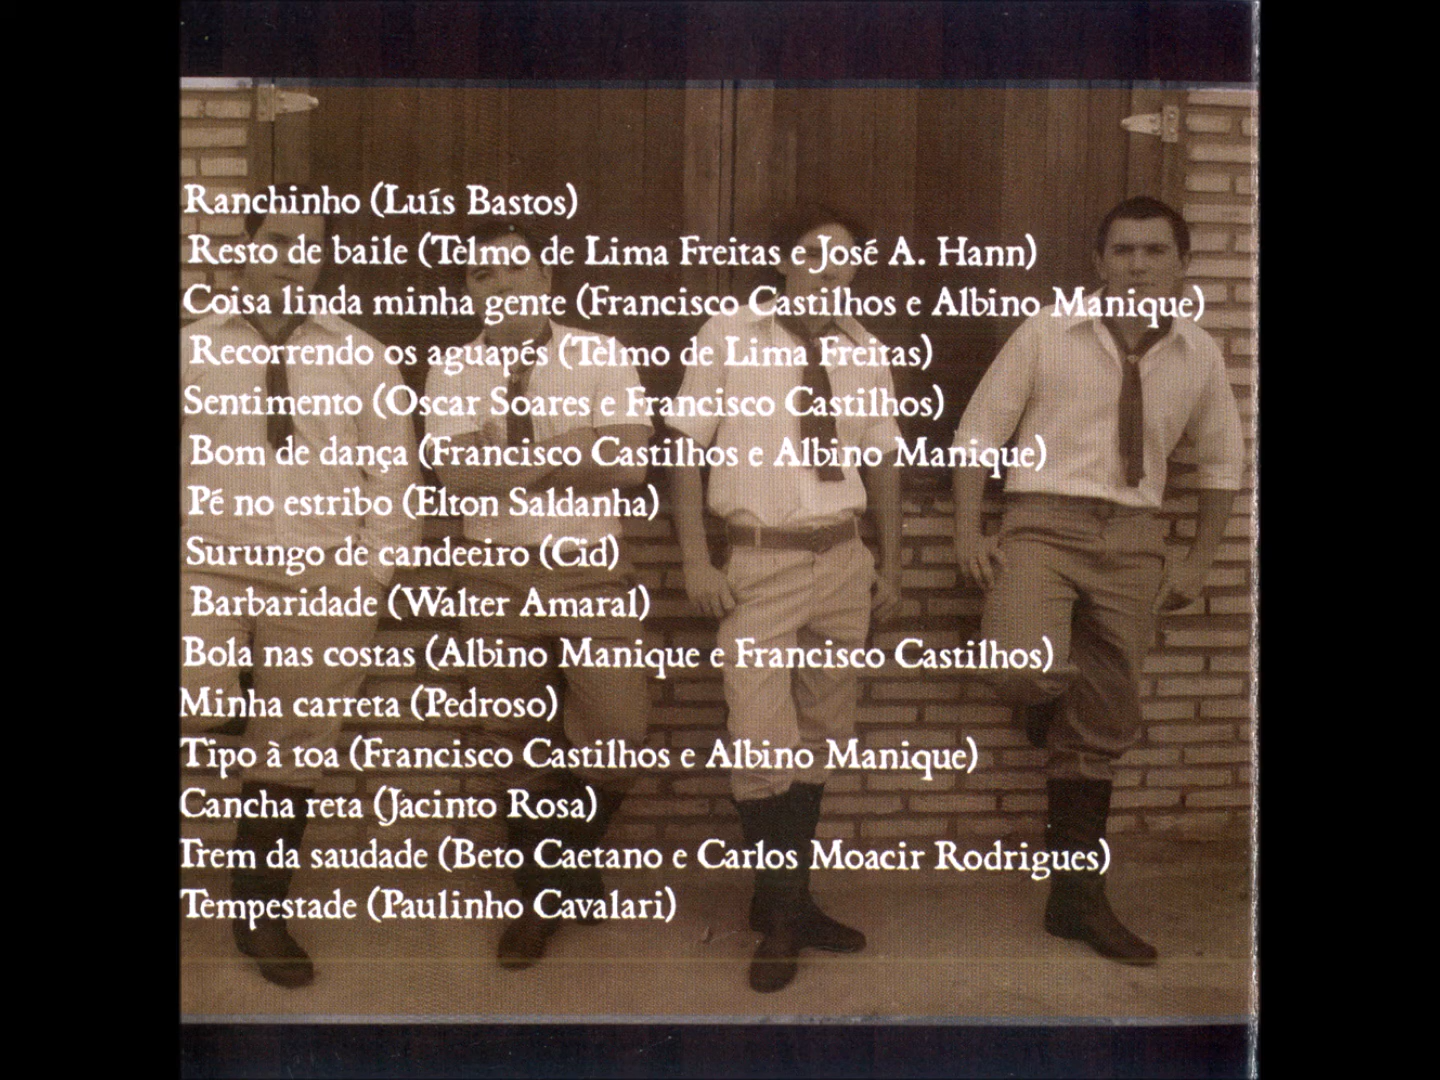 Ranchinho (Luís Bastos)
Resto de baile (Telmo de Lima Freitas e José A. Hann)
Coisa linda minha gente (Francisco Castilhos e Albino Manique)
Recorrendo os aguapés (Telmo de Lima Freitas)
Sentimento (Oscar Soares e Francisco Castilhos)
Bom de dança (Francisco Castilhos e Albino Manique)
Pé no estribo (Elton Saldanha)
Surungo de candeeiro (Cid)
Barbaridade (Walter Amaral)
Bola nas costas (Albino Manique e Francisco Castilhos)
Minha carreta (Pedroso)
Tipo à toa (Francisco Castilhos e Albino Manique)
Cancha reta (Jacinto Rosa)
Trem da saudade (Beto Caetano e Carlos Moacir Rodrigues)
Tempestade (Paulinho Cavalari)